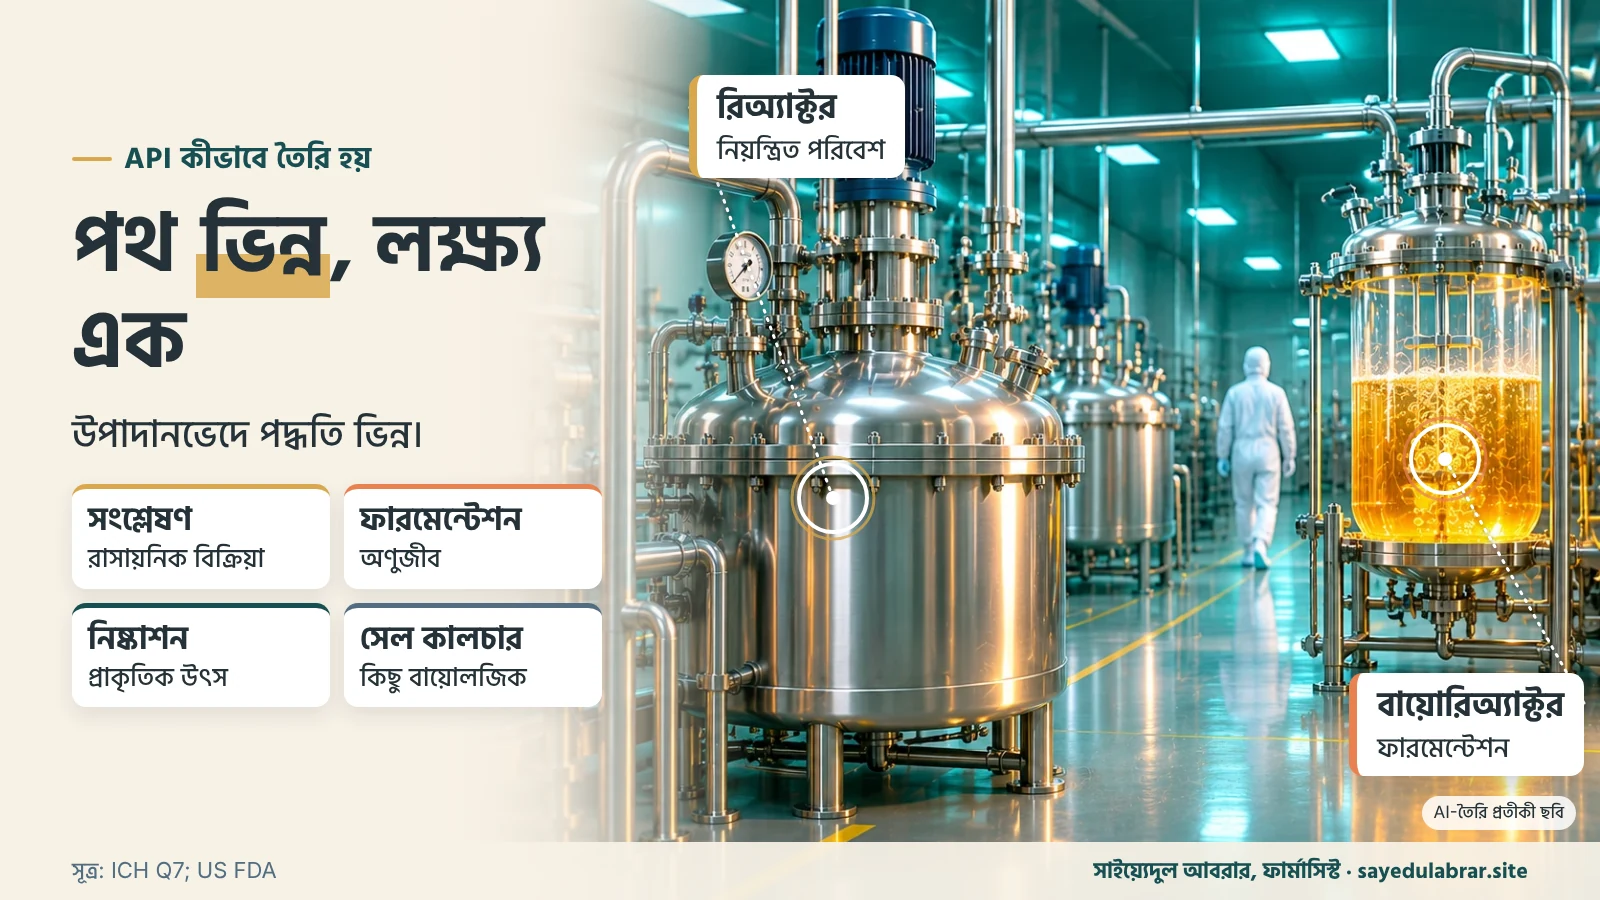 API কীভাবে তৈরি হয়
পথ ভিন্ন, লক্ষ্য
এক
উপাদানভেদে পদ্ধতি ভিন্ন।
সংশ্লেষণ
রাসায়নিক বিক্রিয়া
ফারমেন্টেশন
অণুজীব
নিষ্কাশন
প্রাকৃতিক উৎস
সেল কালচার
কিছু বায়োলজিক
রিঅ্যাক্টর
নিয়ন্ত্রিত পরিবেশ
বায়োরিঅ্যাক্টর
ফারমেন্টেশন
AI-তৈরি প্রতীকী ছবি
সূত্র: ICH Q7; US FDA
সাইয়্যেদুল আবরার, ফার্মাসিস্ট · sayedulabrar.site